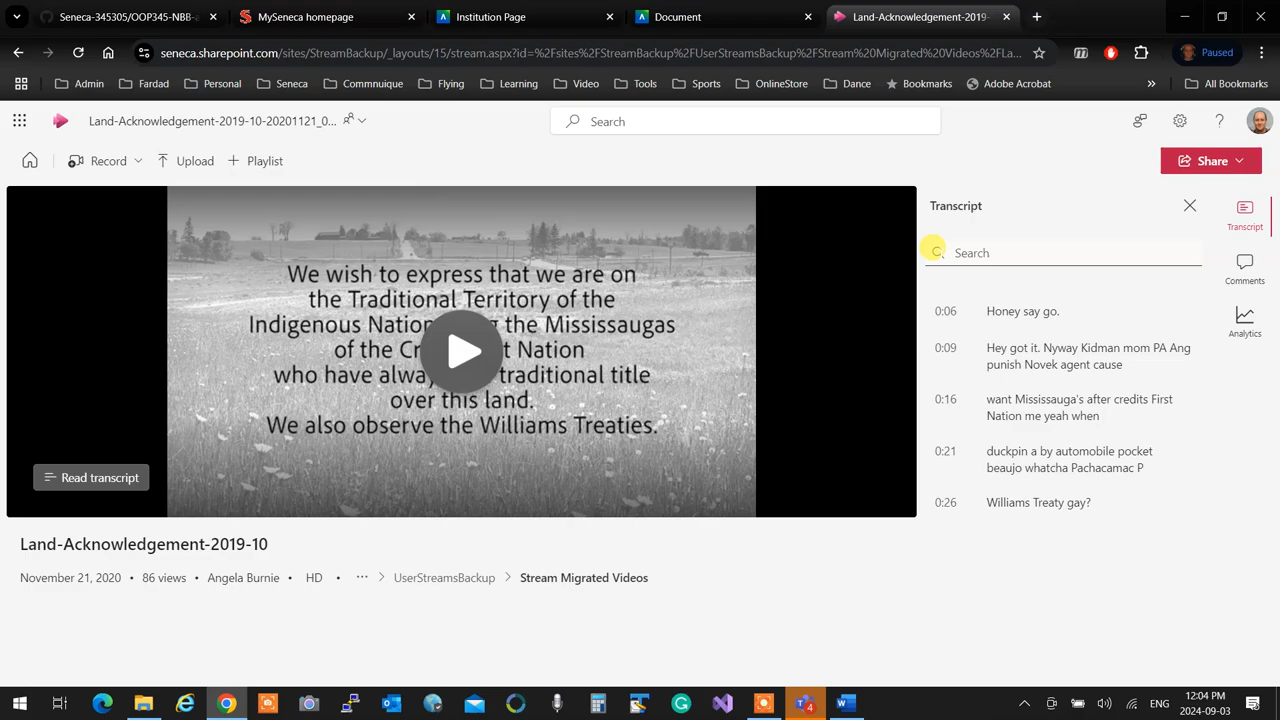 Seneca-345305/OOP345-NBB-
MySeneca homepage
Institution Page
Document
Land-Acknowledgement-2019-
seneca.sharepoint.com/sites/StreamBackup/_layouts/15/stream.aspx?id=%2Fsites%2FStreamBackup%2FUserStreamsBackup%2FStream%20Migrated%20Videos%2FLa...
Paused
Admin
Fardad
Personal
Seneca
Commnuique
Flying
Learning
Video
Tools
Sports
OnlineStore
Dance
Bookmarks
Adobe Acrobat
»
All Bookmarks
Land-Acknowledgement-2019-10-20201121_0...
Search
Record
Upload
Playlist
Share
We wish to express that we are on
the Traditional Territory of the
Indigenous the Mississaugas
of the Nation
who have traditional title
over this land.
We also observe the Williams Treaties.
Read transcript
Transcript
Search
0:06 Honey say go.
0:09 Hey got it. Nyway Kidman mom PA Ang
punish Novek agent cause
0:16 want Mississauga's after credits First
Nation me yeah when
0:21 duckpin a by automobile pocket
beaujo whatcha Pachacamac P
0:26 Williams Treaty gay?
Transcript
Comments
Analytics
Land-Acknowledgement-2019-10
November 21, 2020 • 86 views • Angela Burnie • HD • ... > UserStreamsBackup > Stream Migrated Videos
4
ENG
12:04 PM
2024-09-03